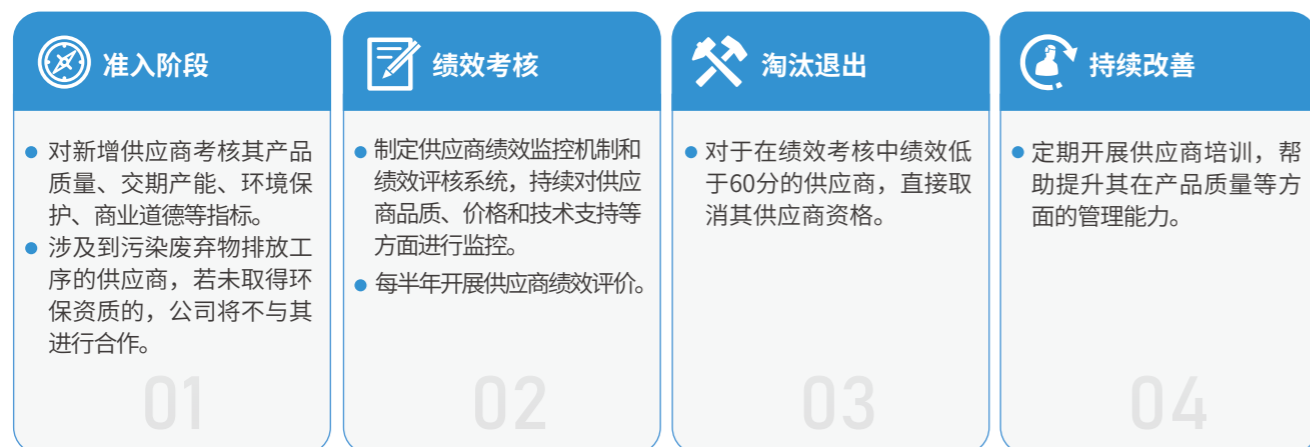 准入阶段
对新增供应商考核其产品
质量、交期产能、环境保
护、商业道德等指标。
涉及到污染废弃物排放工
序的供应商，若未取得环
保资质的，公司将不与其
进行合作。
01
绩效考核
制定供应商绩效监控机制和
绩效评核系统，持续对供应
商品质、价格和技术支持等
方面进行监控。
每半年开展供应商绩效评价。
02
淘汰退出
对于在绩效考核中绩效低
于60分的供应商，直接取
消其供应商资格。
03
持续改善
定期开展供应商培训，帮
助提升其在产品质量等方
面的管理能力。
04